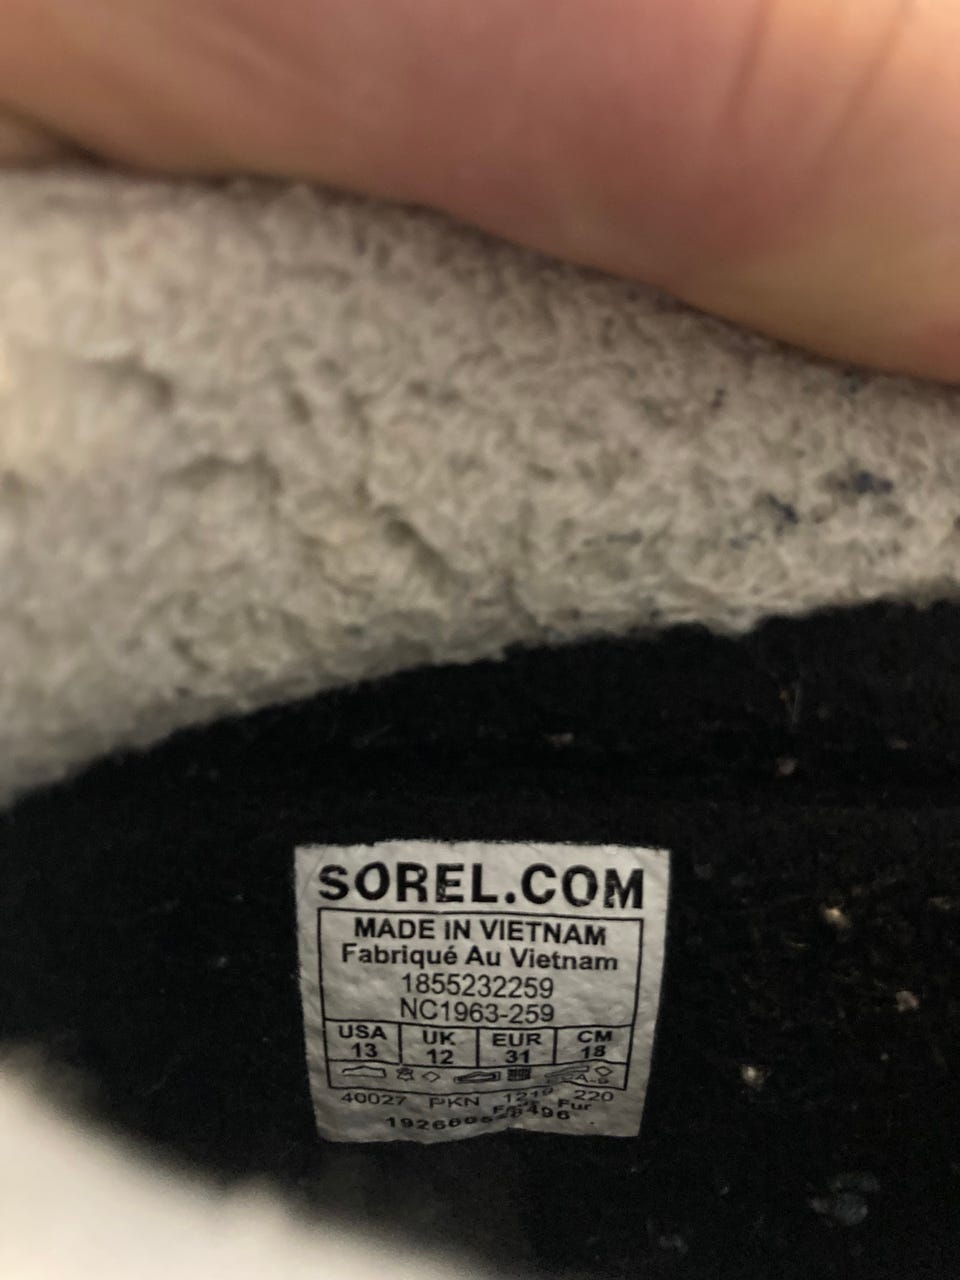 SOREL.COM
MADE IN VIETNAM
Fabriqué Au Vietnam
1855232259
NC1963-259
USA UK EUR CM
13 12 31 18
40027 PKN 220
Fur